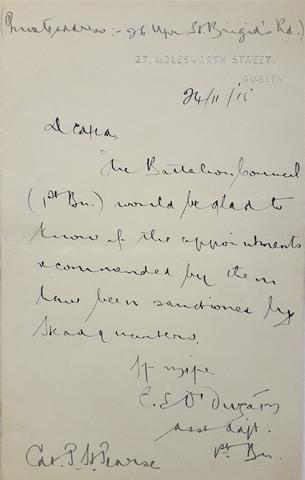 (Private address :- 26 Upr St. Brigid's Rd.)
27, MOLESWORTH STREET,
DUBLIN
24/11/15
A cara,
The Battalion Council
(1st Bn.) would be glad to
know if the appointments
recommended by them
have been sanctioned by
Headquarters.
Is mise
E. O'Dugáin
Asst Adjt.
1st Bn.
Cdt. P. H. Pearse